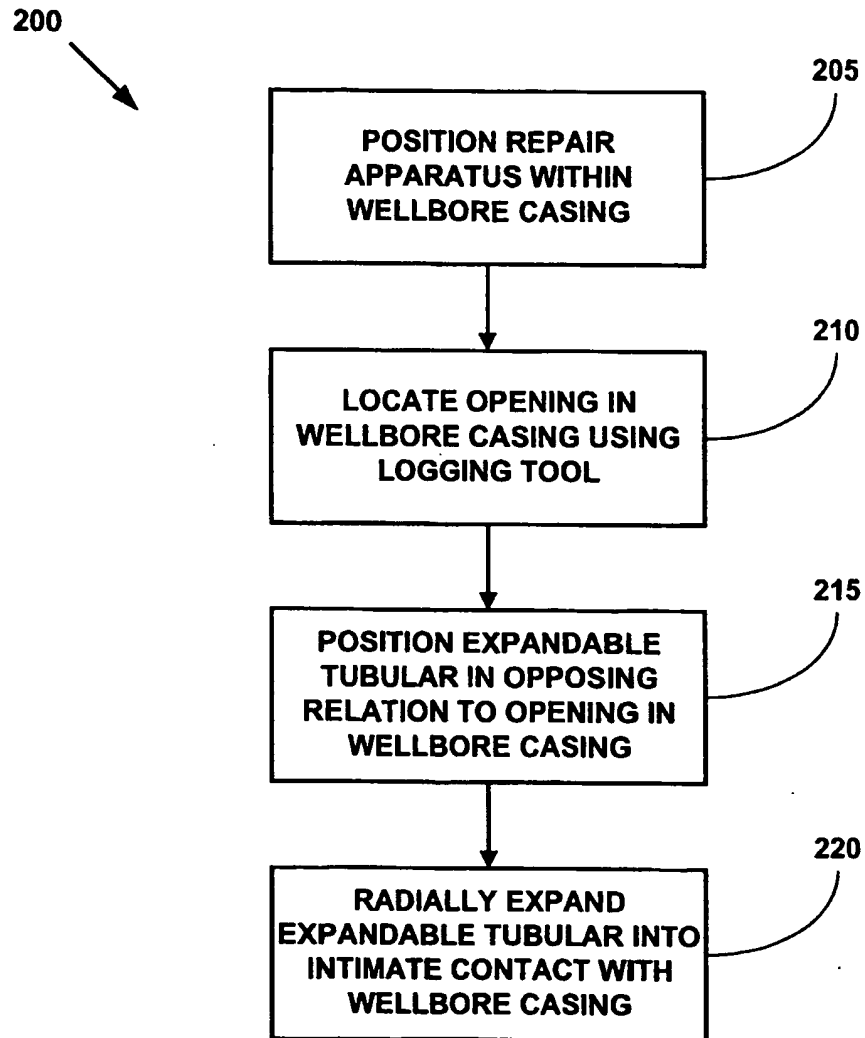 200
205
POSITION REPAIR
APPARATUS WITHIN
WELLBORE CASING
210
LOCATE OPENING IN
WELLBORE CASING USING
LOGGING TOOL
215
POSITION EXPANDABLE
TUBULAR IN OPPOSING
RELATION TO OPENING IN
WELLBORE CASING
220
RADIALLY EXPAND
EXPANDABLE TUBULAR INTO
INTIMATE CONTACT WITH
WELLBORE CASING